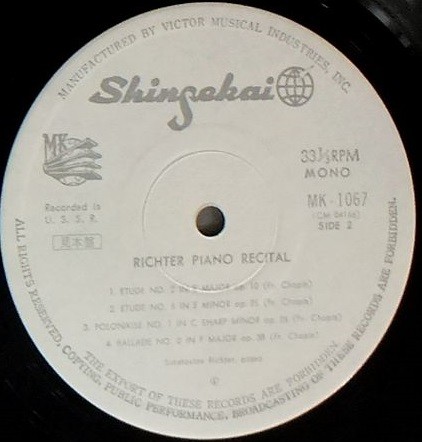 MANUFACTURED BY VICTOR MUSICAL INDUSTRIES, INC.
Shinsekai
MK
33⅓RPM
MONO
Recorded in
U. S. S. R.
MK-1067
SIDE 2
見本盤
RICHTER PIANO RECITAL
1. ETUDE NO. 3 IN E MAJOR op. 10 (Fr. Chopin)
2. ETUDE NO. 5 IN E MINOR op. 25 (Fr. Chopin)
3. POLONAISE NO. 1 IN C SHARP MINOR op. 26 (Fr. Chopin)
4. BALLADE NO. 2 IN F MAJOR op. 38 (Fr. Chopin)
Sviatoslav Richter, piano
ALL RIGHTS RESERVED, COPYING, PUBLIC PERFORMANCE, BROADCASTING OF THESE RECORDS ARE FORBIDDEN.
THE EXPORT OF THESE RECORDS ARE FORBIDDEN